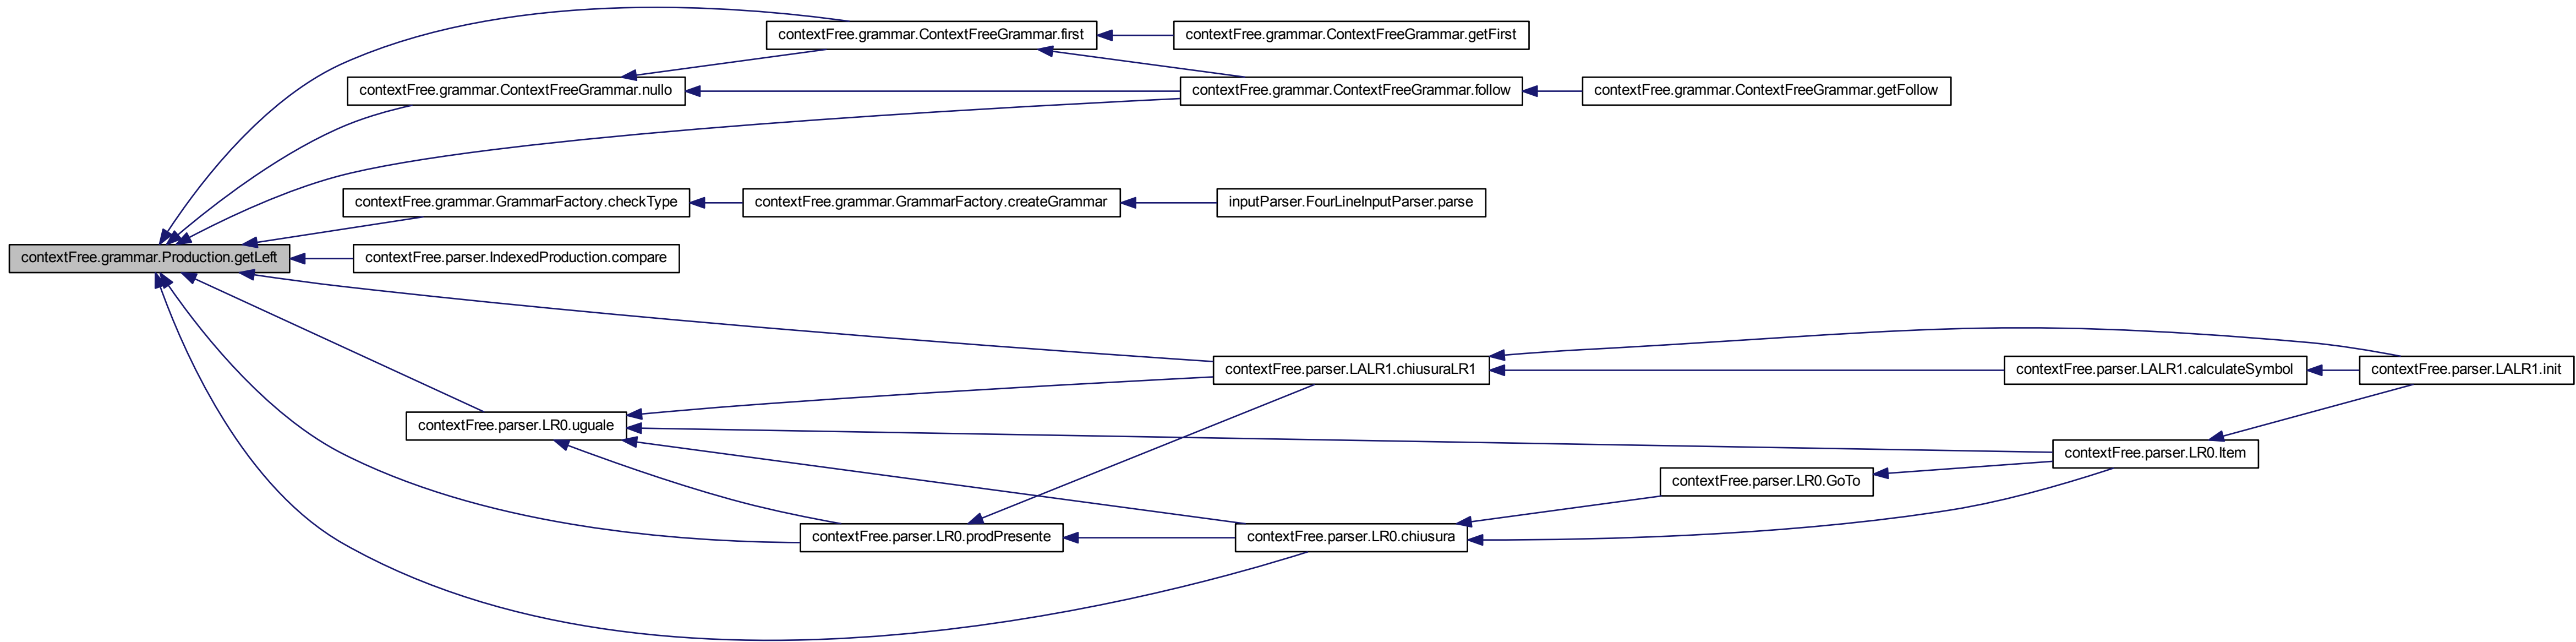 contextFree.grammar.ContextFreeGrammar.first
contextFree.grammar.ContextFreeGrammar.getFirst
contextFree.grammar.ContextFreeGrammar.nullo
contextFree.grammar.ContextFreeGrammar.follow
contextFree.grammar.ContextFreeGrammar.getFollow
contextFree.grammar.GrammarFactory.checkType
contextFree.grammar.GrammarFactory.createGrammar
inputParser.FourLineInputParser.parse
contextFree.grammar.Production.getLeft
contextFree.parser.IndexedProduction.compare
contextFree.parser.LALR1.chiusuraLR1
contextFree.parser.LALR1.calculateSymbol
contextFree.parser.LALR1.init
contextFree.parser.LR0.uguale
contextFree.parser.LR0.Item
contextFree.parser.LR0.GoTo
contextFree.parser.LR0.prodPresente
contextFree.parser.LR0.chiusura